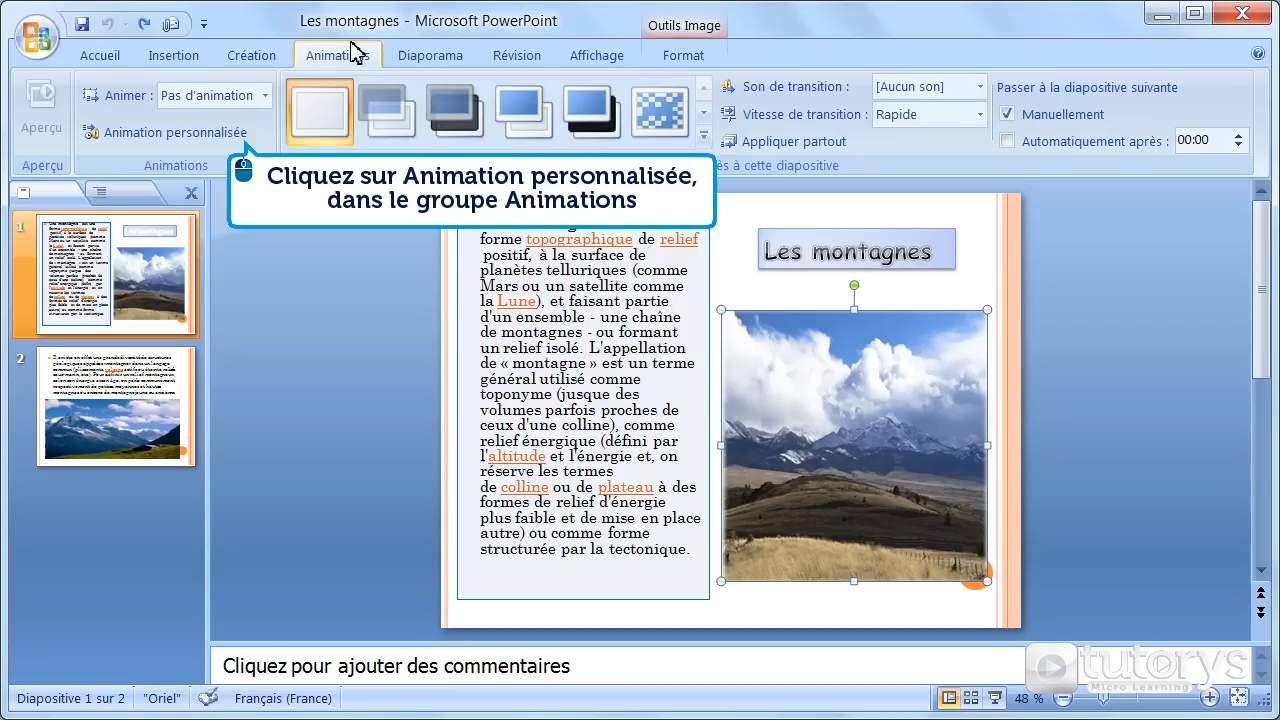 Les montagnes - Microsoft PowerPoint
Outils Image
Accueil
Insertion
Création
Diaporama
Révision
Affichage
Format
Aperçu
Aperçu
Animer :
Pas d'animation
Animation personnalisée
Animations
Son de transition :
[Aucun son]
Vitesse de transition :
Rapide
Appliquer partout
Passer à la diapositive suivante
Manuellement
Automatiquement après :
00:00
à cette diapositive
Cliquez sur Animation personnalisée,
dans le groupe Animations
1
2
forme topographique de relief
positif, à la surface de
planètes telluriques (comme
Mars ou un satellite comme
la Lune), et faisant partie
d'un ensemble - une chaîne
de montagnes - ou formant
un relief isolé. L'appellation
de « montagne » est un terme
général utilisé comme
toponyme (jusque des
volumes parfois proches de
ceux d'une colline), comme
relief énergique (défini par
l'altitude et l'énergie et, on
réserve les termes
de colline ou de plateau à des
formes de relief d'énergie
plus faible et de mise en place
autre) ou comme forme
structurée par la tectonique.
Les montagnes
Cliquez pour ajouter des commentaires
tutorys
Micro Learning
Diapositive 1 sur 2
"Oriel"
Français (France)
48 %